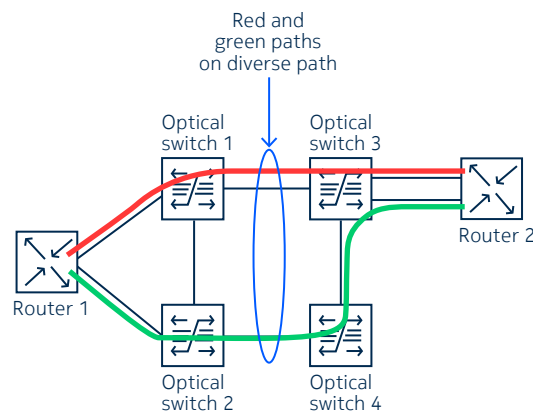 Red and
green paths
on diverse path
Optical
switch 1
Optical
switch 3
Router 2
Router 1
Optical
switch 2
Optical
switch 4